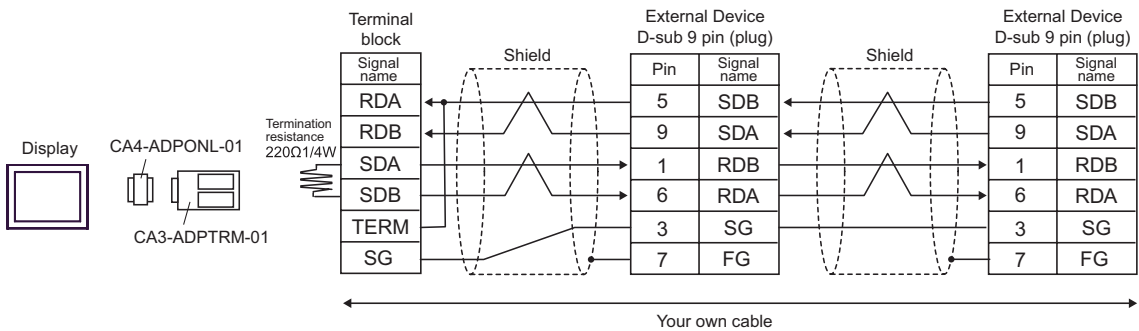 Display
CA4-ADPONL-01
CA3-ADPTRM-01
Termination
resistance
220Ω1/4W
Terminal
block
Signal
name
RDA
RDB
SDA
SDB
TERM
SG
Shield
External Device
D-sub 9 pin (plug)
Pin Signal
name
5 SDB
9 SDA
1 RDB
6 RDA
3 SG
7 FG
Shield
External Device
D-sub 9 pin (plug)
Pin Signal
name
5 SDB
9 SDA
1 RDB
6 RDA
3 SG
7 FG
Your own cable